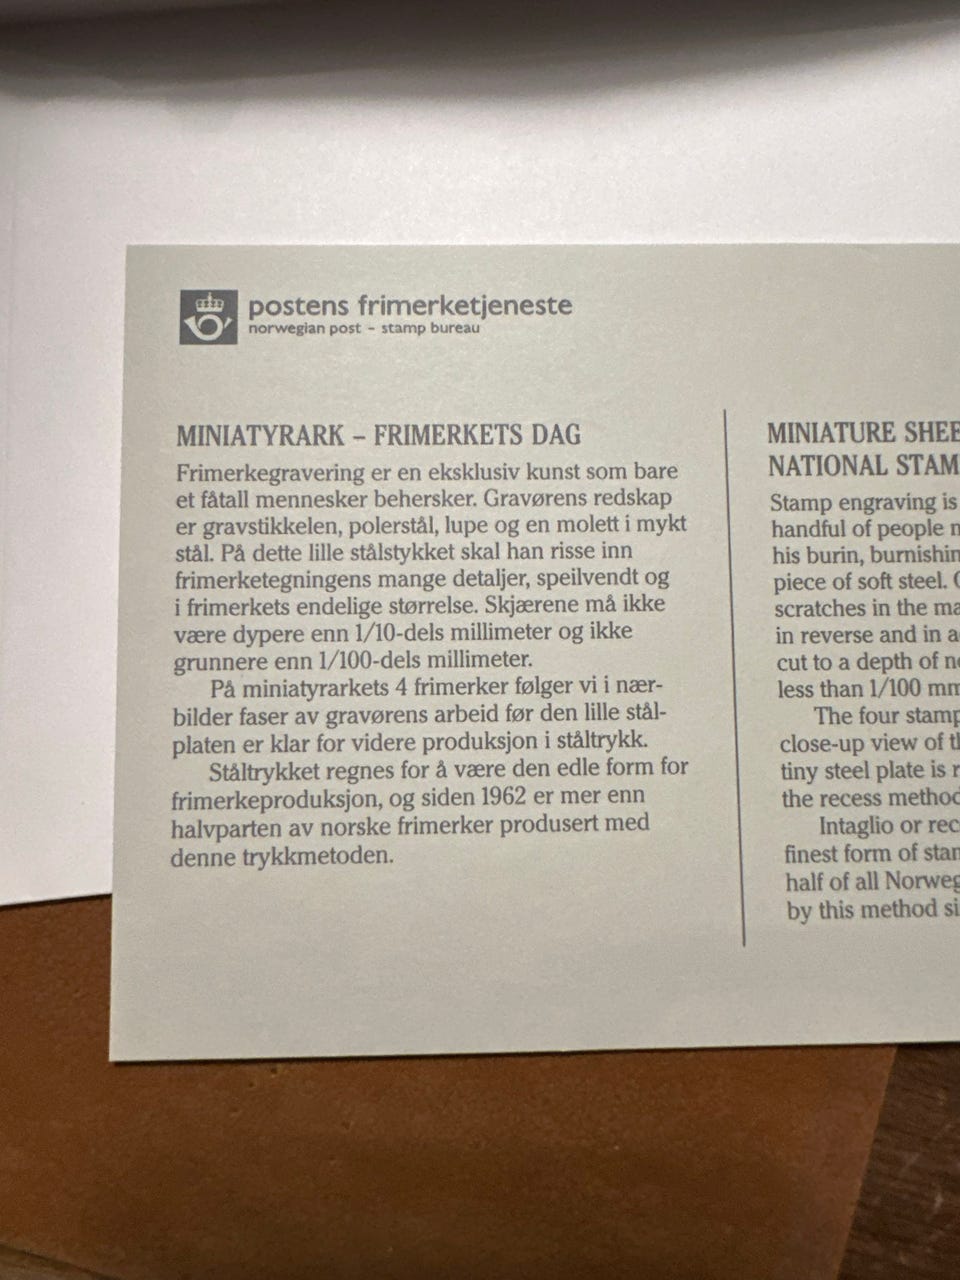 postens frimerketjeneste
norwegian post – stamp bureau
MINIATYRARK – FRIMERKETS DAG
Frimerkegravering er en eksklusiv kunst som bare
et fåtall mennesker behersker. Gravørens redskap
er gravstikkelen, polerstål, lupe og en molett i mykt
stål. På dette lille stålstykket skal han risse inn
frimerketegningens mange detaljer, speilvendt og
i frimerkets endelige størrelse. Skjærene må ikke
være dypere enn 1/10-dels millimeter og ikke
grunnere enn 1/100-dels millimeter.
På miniatyrarkets 4 frimerker følger vi i nær-
bilder faser av gravørens arbeid før den lille stål-
platen er klar for videre produksjon i ståltrykk.
Ståltrykket regnes for å være den edle form for
frimerkeproduksjon, og siden 1962 er mer enn
halvparten av norske frimerker produsert med
denne trykkmetoden.
MINIATURE
NATIONAL
Stamp engraving is
handful of people
his burin,
piece of soft steel.
scratches in the
in reverse and in
cut to a depth of
less than 1/100 mm
The four
close-up view of
tiny steel plate is
the recess
Intaglio or
finest form of
half of all
by this method